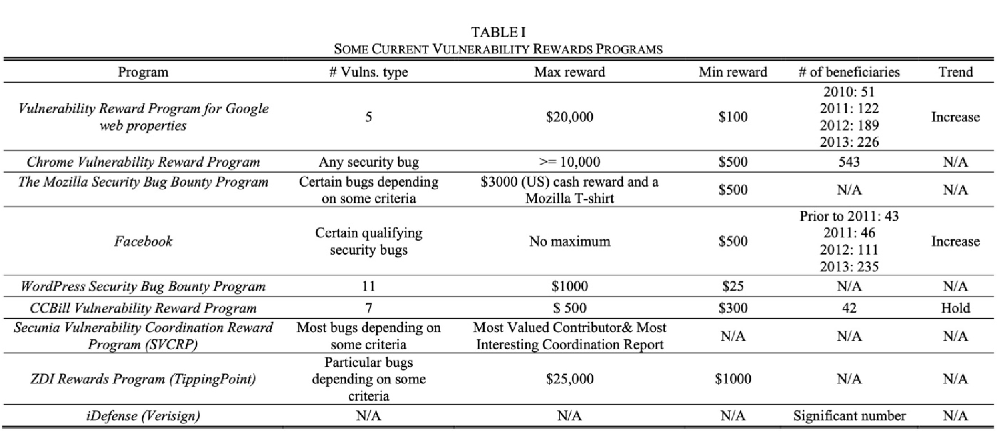 TABLE I
SOME CURRENT VULNERABILITY REWARDS PROGRAMS
Program # Vulns. type Max reward Min reward # of beneficiaries Trend
Vulnerability Reward Program for Google
web properties
5
$20,000
$100
2010: 51
2011: 122
2012: 189
2013: 226
Increase
Chrome Vulnerability Reward Program Any security bug >= 10,000 $500 543 N/A
The Mozilla Security Bug Bounty Program
Certain bugs depending
on some criteria
$3000 (US) cash reward and a
Mozilla T-shirt
$500
N/A
N/A
Facebook
Certain qualifying
security bugs
No maximum
$500
Prior to 2011: 43
2011: 46
2012: 111
2013: 235
Increase
WordPress Security Bug Bounty Program 11 $1000 $25 N/A N/A
CCBill Vulnerability Reward Program 7 $ 500 $300 42 Hold
Secunia Vulnerability Coordination Reward
Program (SVCRP)
Most bugs depending on
some criteria
Most Valued Contributor& Most
Interesting Coordination Report
N/A
N/A
N/A
ZDI Rewards Program (TippingPoint)
Particular bugs
depending on some
criteria
$25,000
$1000
N/A
N/A
iDefense (Verisign) N/A N/A N/A Significant number N/A